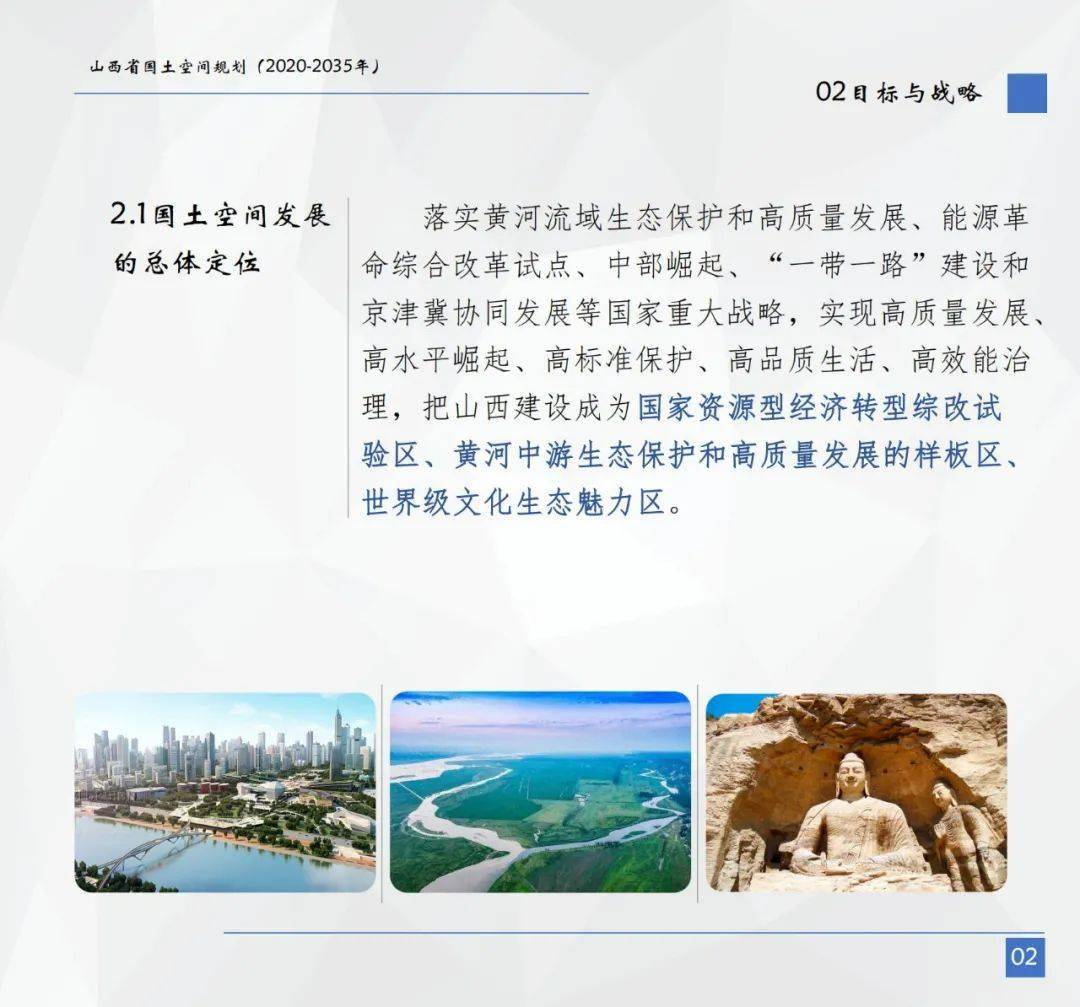 山西省国土空间规划（2020-2035年）
02目标与战略
2.1国土空间发展
的总体定位
落实黄河流域生态保护和高质量发展、能源革
命综合改革试点、中部崛起、“一带一路”建设和
京津冀协同发展等国家重大战略，实现高质量发展、
高水平崛起、高标准保护、高品质生活、高效能治
理，把山西建设成为国家资源型经济转型综改试
验区、黄河中游生态保护和高质量发展的样板区、
世界级文化生态魅力区。
02